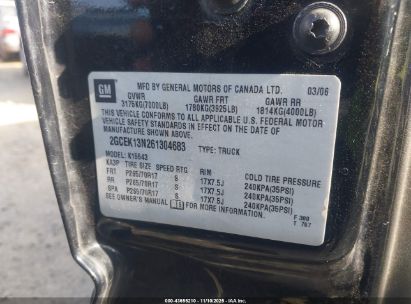 GM
MFD BY GENERAL MOTORS OF CANADA LTD. 03/06
GVWR GAWR FRT GAWR RR
3175KG(7000LB) 1780KG(3925LB) 1814KG(4000LB)
THIS VEHICLE CONFORMS TO ALL APPLICABLE U.S. FEDERAL MOTOR
VEHICLE SAFETY STANDARDS IN EFFECT ON THE DATE OF
MANUFACTURE SHOWN ABOVE.
2GCEK13N261304683 TYPE: TRUCK
MODEL: K15543
TIRE SIZE SPEED RTG RIM COLD TIRE PRESSURE
FRT P265/70R17 S 17X7.5J 240KPA(35PSI)
RR P265/70R17 S 17X7.5J 240KPA(35PSI)
SPA P265/70R17 S 17X7.5J 240KPA(35PSI)
SEE OWNER'S MANUAL FOR MORE INFORMATION.